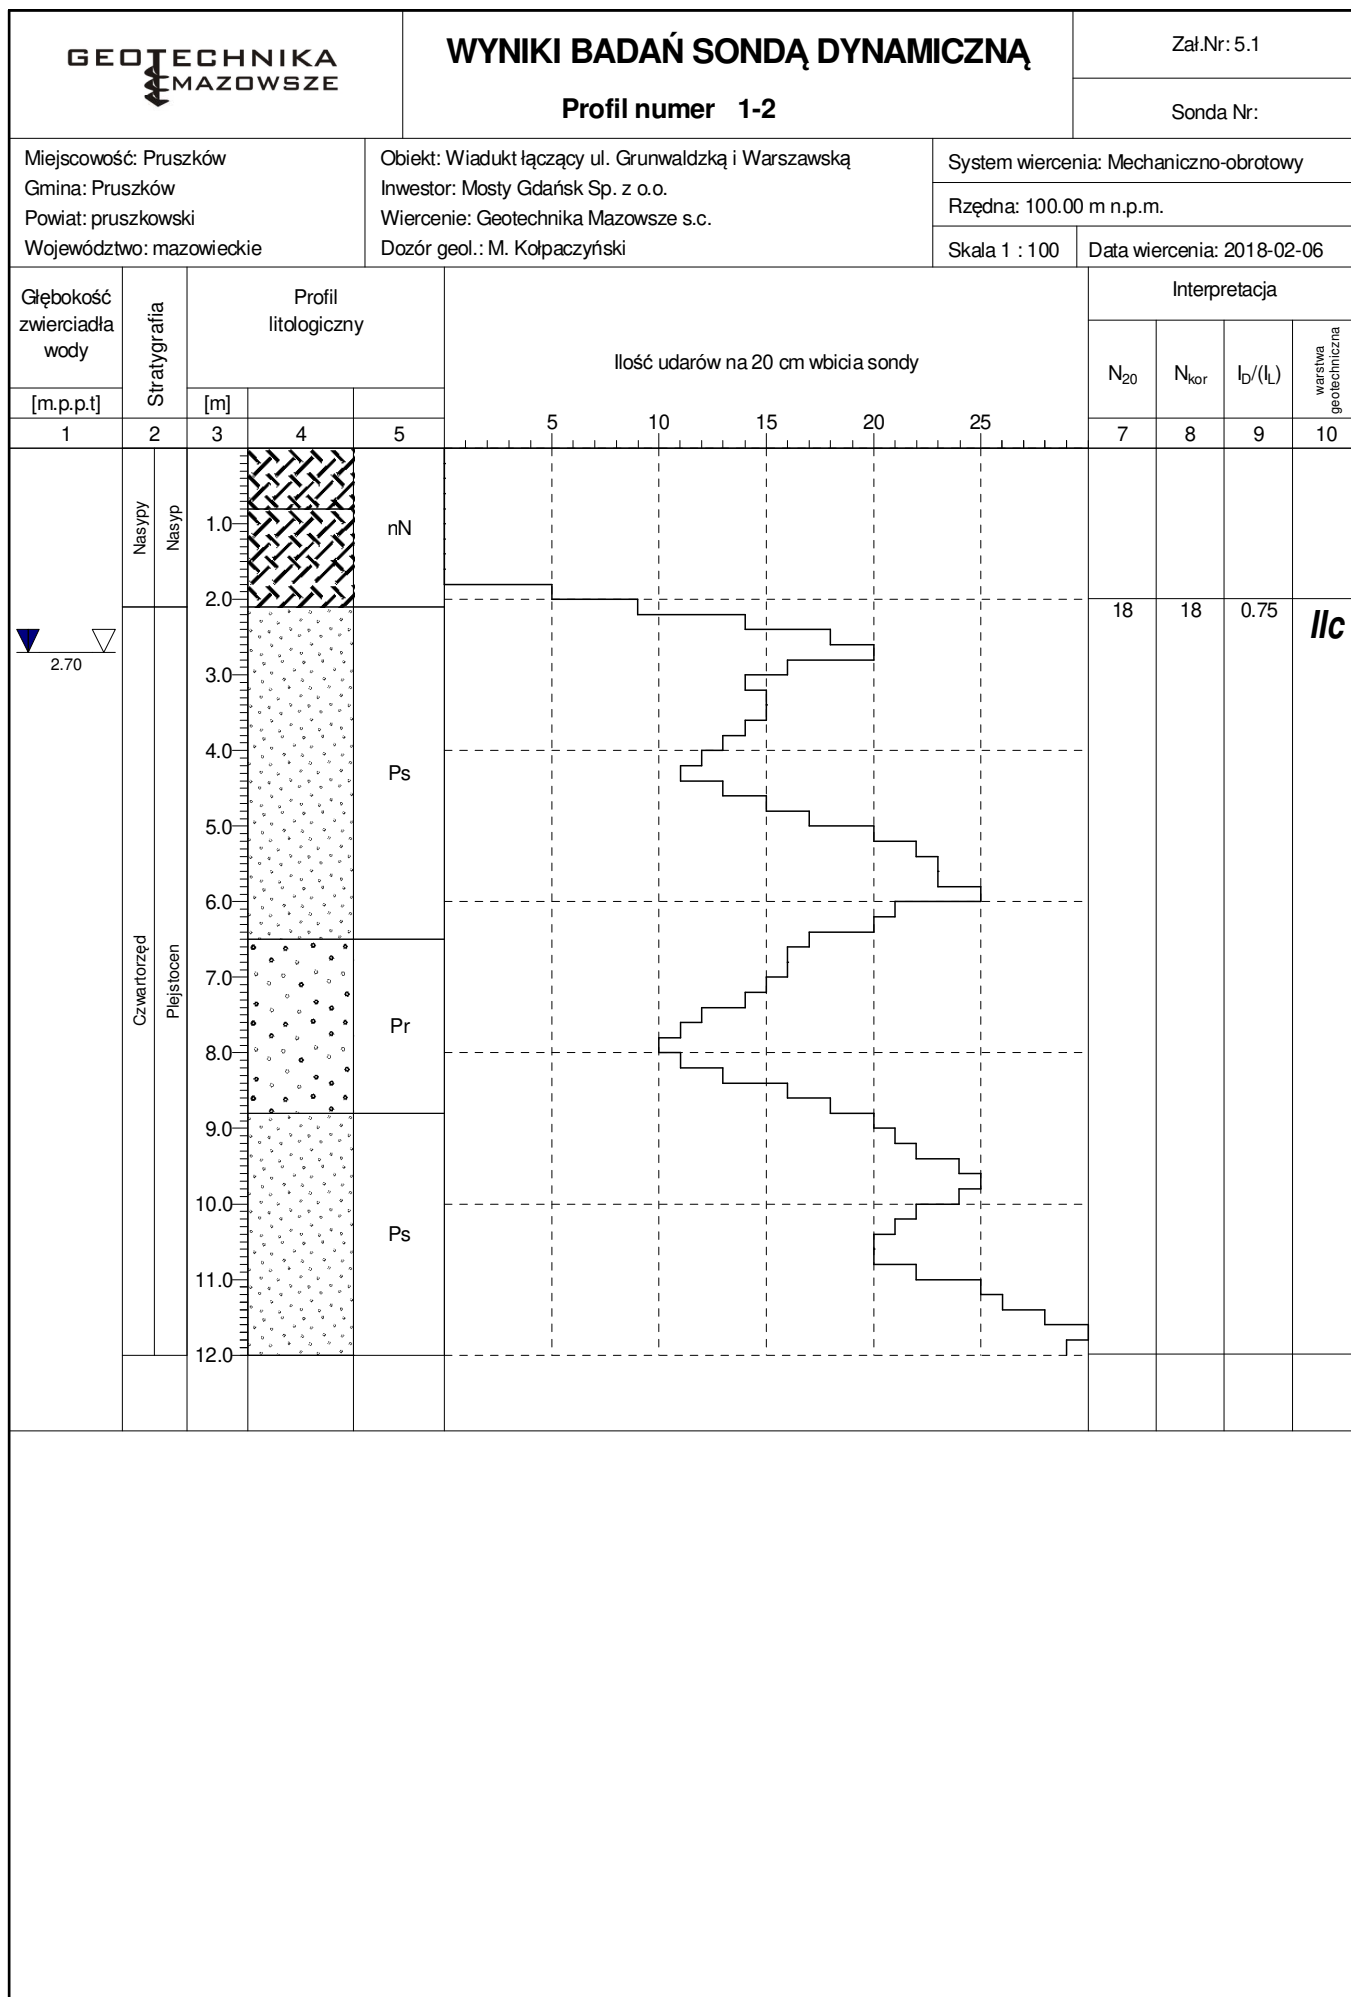 GEOTECHNIKA
MAZOWSZE
WYNIKI BADAŃ SONDĄ DYNAMICZNĄ
Profil numer 1-2
Zał.Nr: 5.1
Sonda Nr:
Miejscowość: Pruszków
Gmina: Pruszków
Powiat: pruszkowski
Województwo: mazowieckie
Obiekt: Wiadukt łączący ul. Grunwaldzką i Warszawską
Inwestor: Mosty Gdańsk Sp. z o.o.
Wiercenie: Geotechnika Mazowsze s.c.
Dozór geol.: M. Kołpaczyński
System wiercenia: Mechaniczno-obrotowy
Rzędna: 100.00 m n.p.m.
Skala 1 : 100
Data wiercenia: 2018-02-06
Głębokość
zwierciadła
wody
[m.p.p.t]
Stratygrafia
Profil
litologiczny
[m]
Ilość udarów na 20 cm wbicia sondy
5 10 15 20 25
Interpretacja
N20
Nkor
ID/(IL)
warstwa
geotechniczna
1 2 3 4 5 7 8 9 10
Nasypy
Nasyp
1.0
nN
2.0
18 18 0.75 IIc
2.70
3.0
4.0
Ps
5.0
6.0
Czwartorzęd
Plejstocen
7.0
Pr
8.0
9.0
10.0
Ps
11.0
12.0